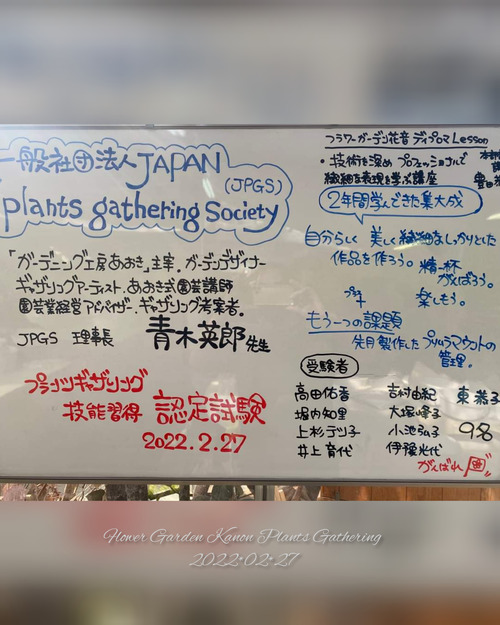 一般社団法人JAPAN
(JPGS)
plants gathering Society
「ガーデニング工房あおき」主宰.ガーデンデザイナー
ギャザリングアーティスト.あおき式園芸講師
園芸業経営アドバイザー.ギャザリング考案者。
JPGS 理事長 青木英郎先生
プランツギャザリング
技能習得 認定試験
2022.2.27
フラワーガーデン花音 ディプロマ Lesson
・技術を深め プロフェッショナルで
繊細な表現を学ぶ講座
2年間学んできた集大成
自分らしく 美しく繊細なしっかりとした
作品を作ろう。精一杯
がんばろう。
楽しもう。
もう一つの課題
先月製作した プリムラマウントの
管理。
受験者
高田佑香 吉村由紀 東恭子
堀内知里 大塚啓子
上杉テツ子 小池弘子 9名
井上育代 伊藤光代
がんばれ
Flower Garden Kanon Plants Gathering
2022•02•27